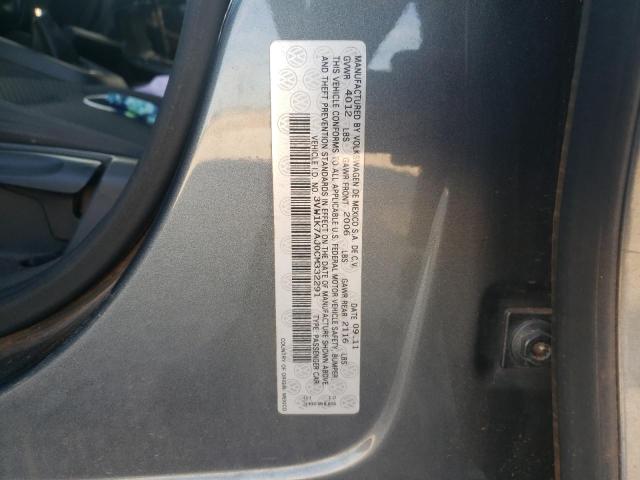 MANUFACTURED BY VOLKSWAGEN DE MEXICO S.A. DE C.V. DATE 09.11
GVWR 4012 LBS GAWR FRONT 2006 LBS GAWR REAR 2116 LBS
THIS VEHICLE CONFORMS TO ALL APPLICABLE U.S. FEDERAL MOTOR VEHICLE SAFETY, BUMPER
AND THEFT PREVENTION STANDARDS IN EFFECT ON THE DATE OF MANUFACTURE SHOWN ABOVE.
VEHICLE I.D. NO. 3VW1K7AJ0CM332291 TYPE: PASSENGER CAR
COUNTRY OF ORIGIN: MEXICO